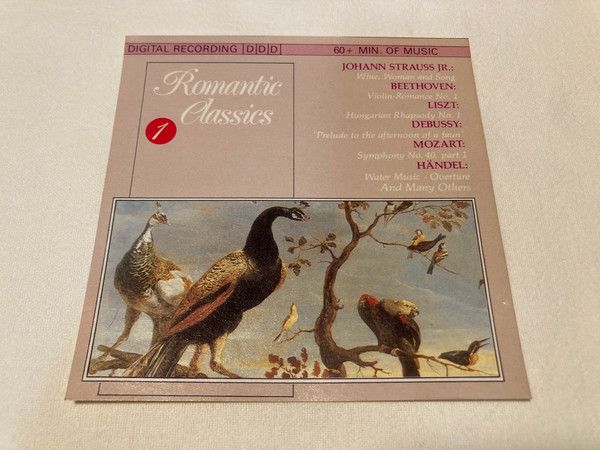 DIGITAL RECORDING |D|D|D|
60+ MIN. OF MUSIC
Romantic
Classics
1
JOHANN STRAUSS JR.:
Wine, Woman and Song
BEETHOVEN:
Violin-Romance No. 1
LISZT:
Hungarian Rhapsody No. 1
DEBUSSY:
"Prelude to the afternoon of a faun"
MOZART:
Symphony No. 40, part 1
HÄNDEL:
Water Music - Overture
And Many Others